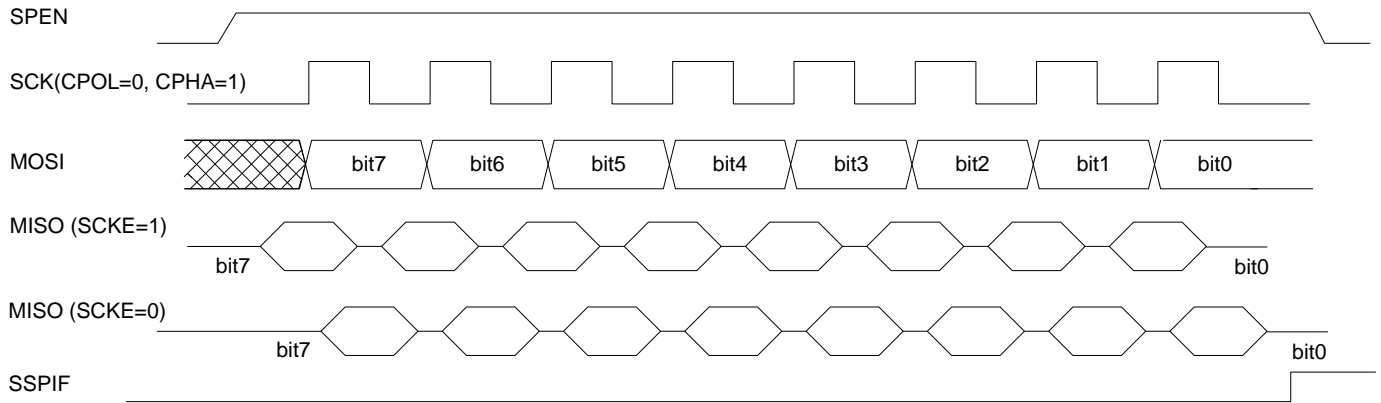 SPEN
SCK(CPOL=0, CPHA=1)
MOSI bit7 bit6 bit5 bit4 bit3 bit2 bit1 bit0
MISO (SCKE=1)
bit7 bit0
MISO (SCKE=0)
bit7 bit0
SSPIF